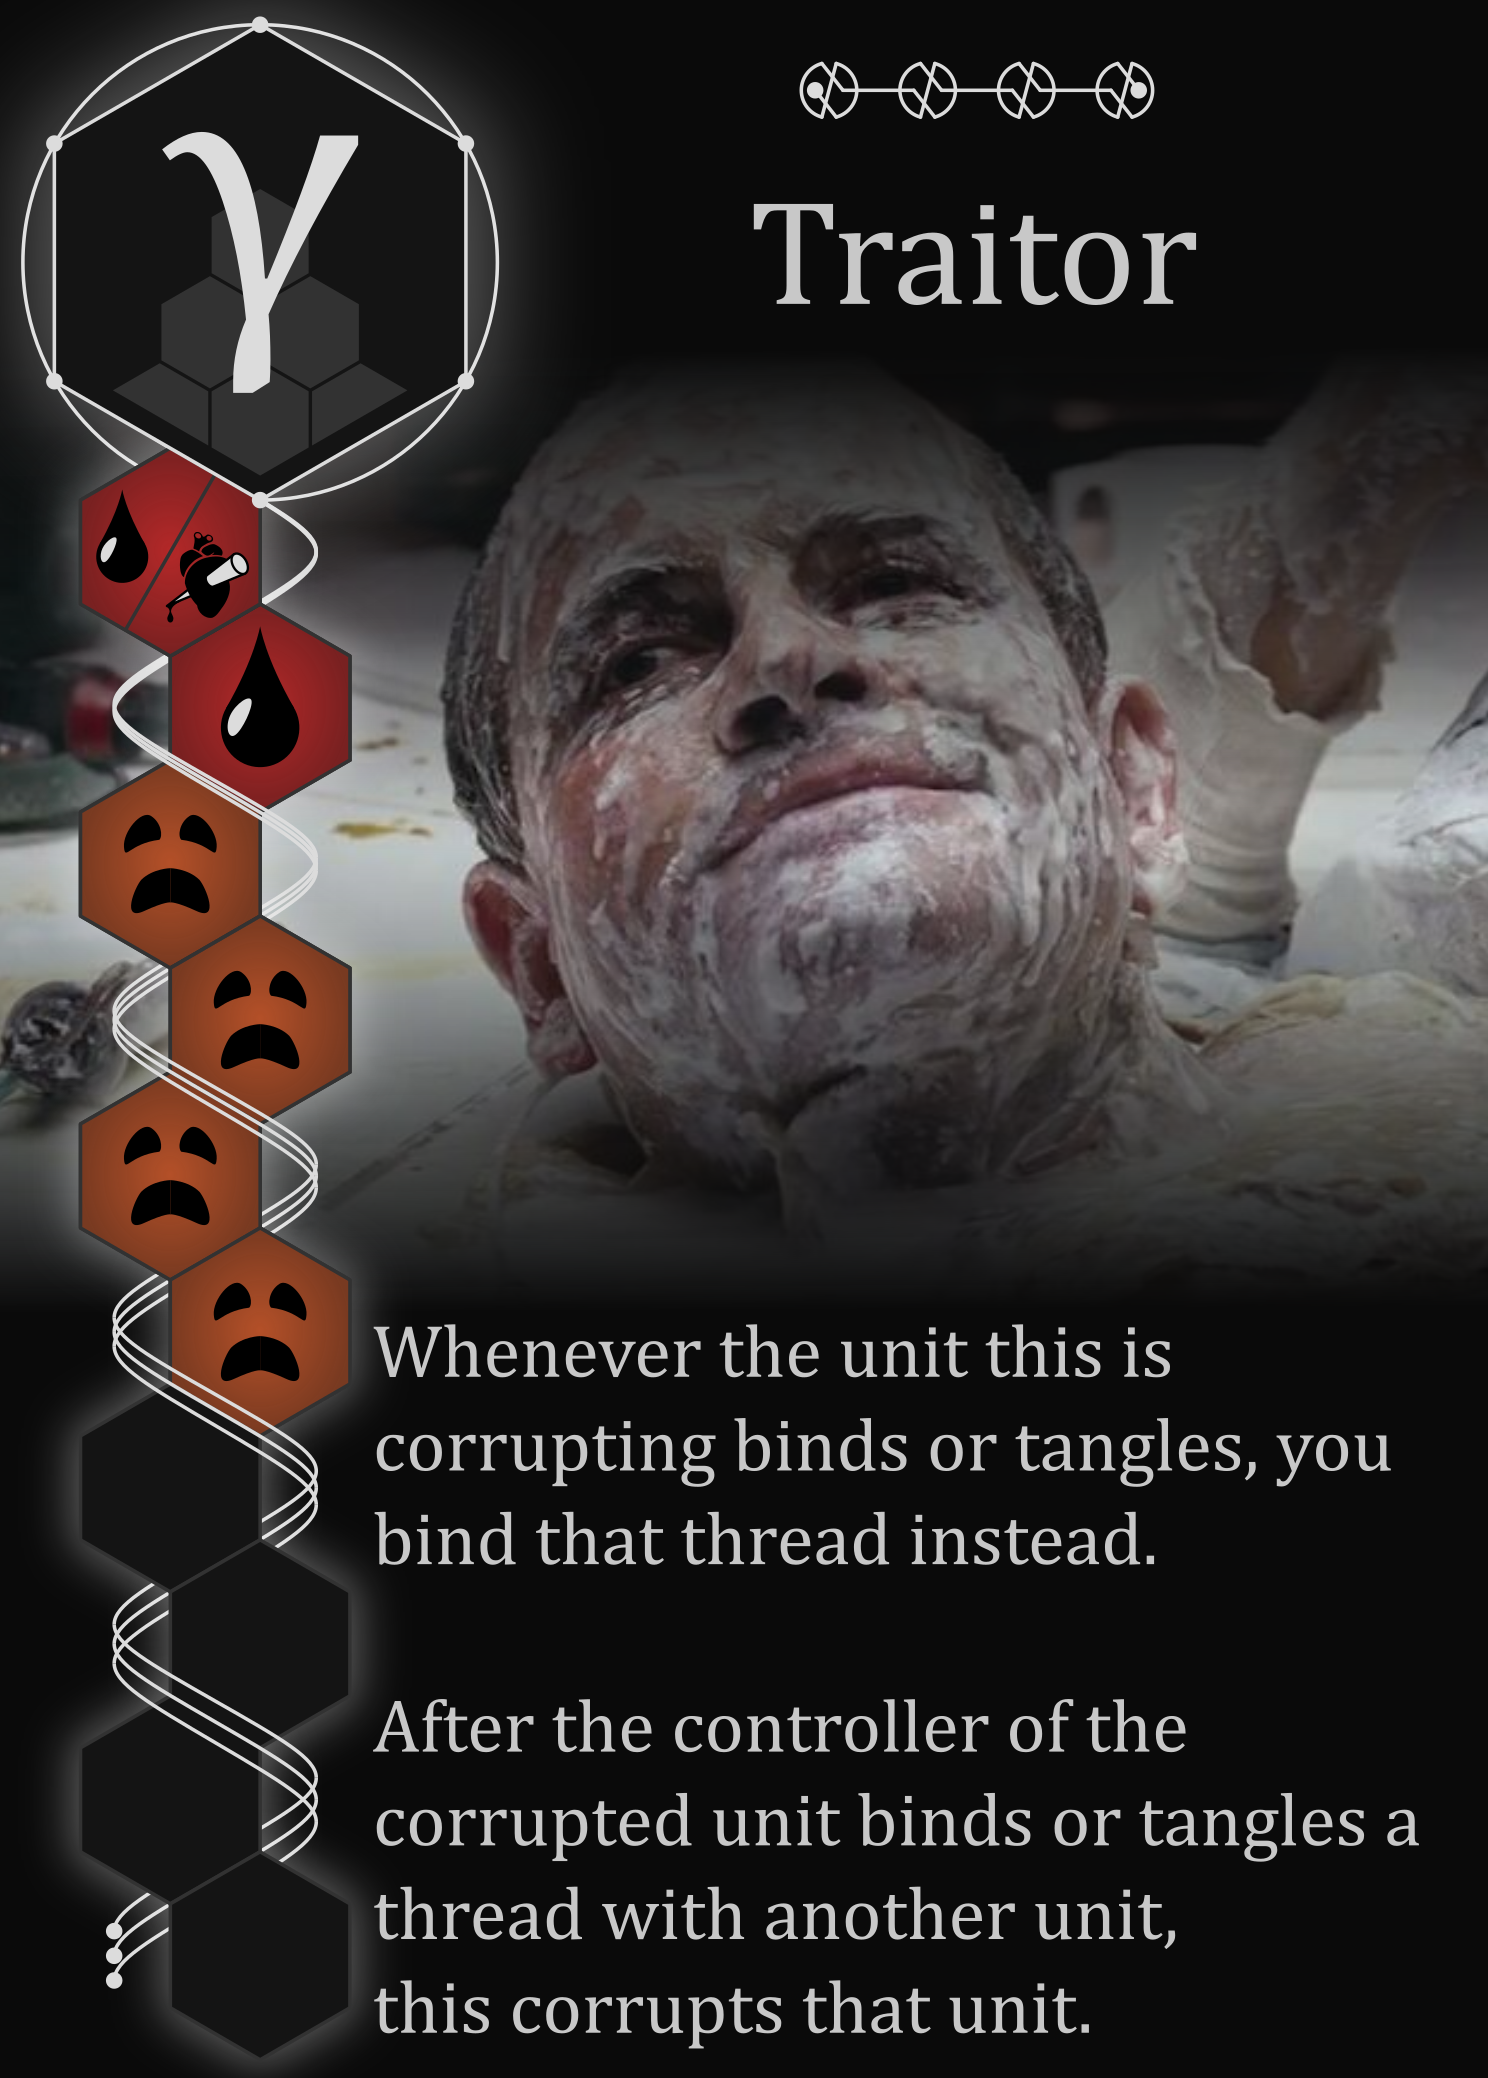 γ
Traitor
Whenever the unit this is
corrupting binds or tangles, you
bind that thread instead.
After the controller of the
corrupted unit binds or tangles a
thread with another unit,
this corrupts that unit.